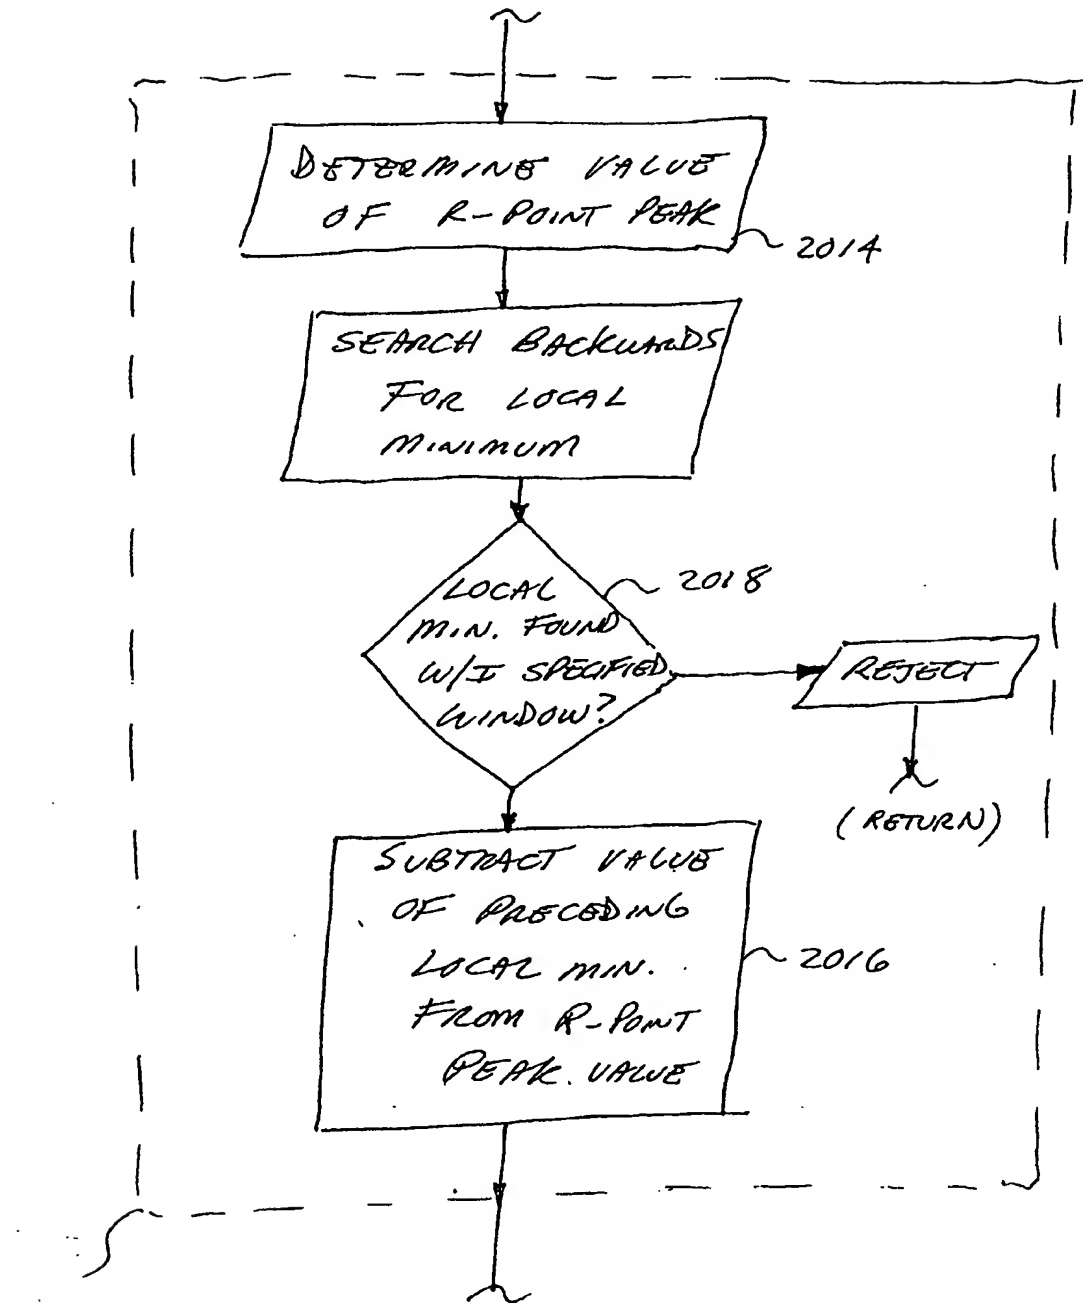 DETERMINE VALUE
OF R-POINT PEAK
2014
SEARCH BACKWARDS
FOR LOCAL
MINIMUM
LOCAL
MIN. FOUND
W/I SPECIFIED
WINDOW?
2018
REJECT
(RETURN)
SUBTRACT VALUE
OF PRECEDING
LOCAL MIN.
FROM R-POINT
PEAK. VALUE
2016